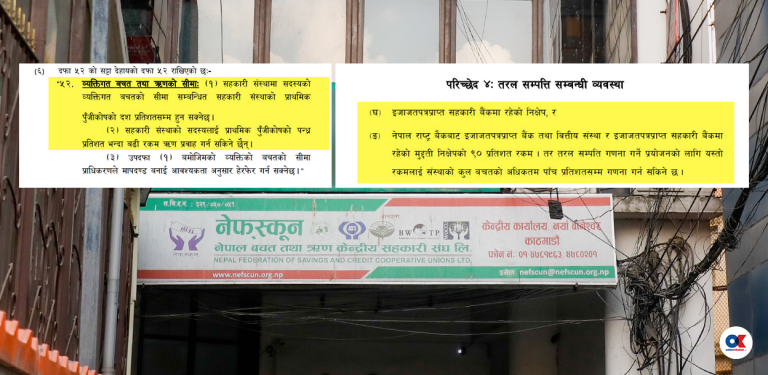 (६) दफा ५२ को सट्टा देहायको दफा ५२ राखिएको छः-
"५२. व्यक्तिगत बचत तथा ऋणको सीमाः (१) सहकारी संस्थामा सदस्यको
व्यक्तिगत बचतको सीमा सम्बन्धित सहकारी संस्थाको प्राथमिक
पुँजीकोषको दश प्रतिशतसम्म हुन सक्नेछ।
(२) सहकारी संस्थाको सदस्यलाई प्राथमिक पुँजीकोषको पन्ध्र
प्रतिशत भन्दा बढी रकम ऋण प्रवाह गर्न सकिने छैन्।
(३) उपदफा (१) बमोजिमको व्यक्तिको बचतको सीमा
प्राधिकरणले मापदण्ड बनाई आवश्यकता अनुसार हेरफेर गर्न सक्नेछ।"
परिच्छेद ४: तरल सम्पत्ति सम्बन्धी व्यवस्था
(घ) इजाजतपत्रप्राप्त सहकारी बैंकमा रहेको निक्षेप, र
(ङ) नेपाल राष्ट्र बैंकबाट इजाजतपत्रप्राप्त बैंक तथा वित्तीय संस्था र इजाजतपत्रप्राप्त सहकारी बैंकमा
रहेको मुद्दती निक्षेपको ९० प्रतिशत रकम। तर तरल सम्पति गणना गर्ने प्रयोजनको लागि यस्तो
रकमलाई संस्थाको कुल बचतको अधिकतम पाँच प्रतिशतसम्म गणना गर्न सकिने छ।
नेफस्कून
BW TP
नेपाल बचत तथा ऋण केन्द्रीय सहकारी संघ लि.
NEPAL FEDERATION OF SAVINGS AND CREDIT COOPERATIVE UNIONS LTD.
www.nefscun.org.np
केन्द्रीय कार्यालय नयाँ बानेश्वर,
काठमाडौं
फोन नं. ०१ ४४८१५६३ ४४८०२०१
इमेल nefscun@nefscun.org.np